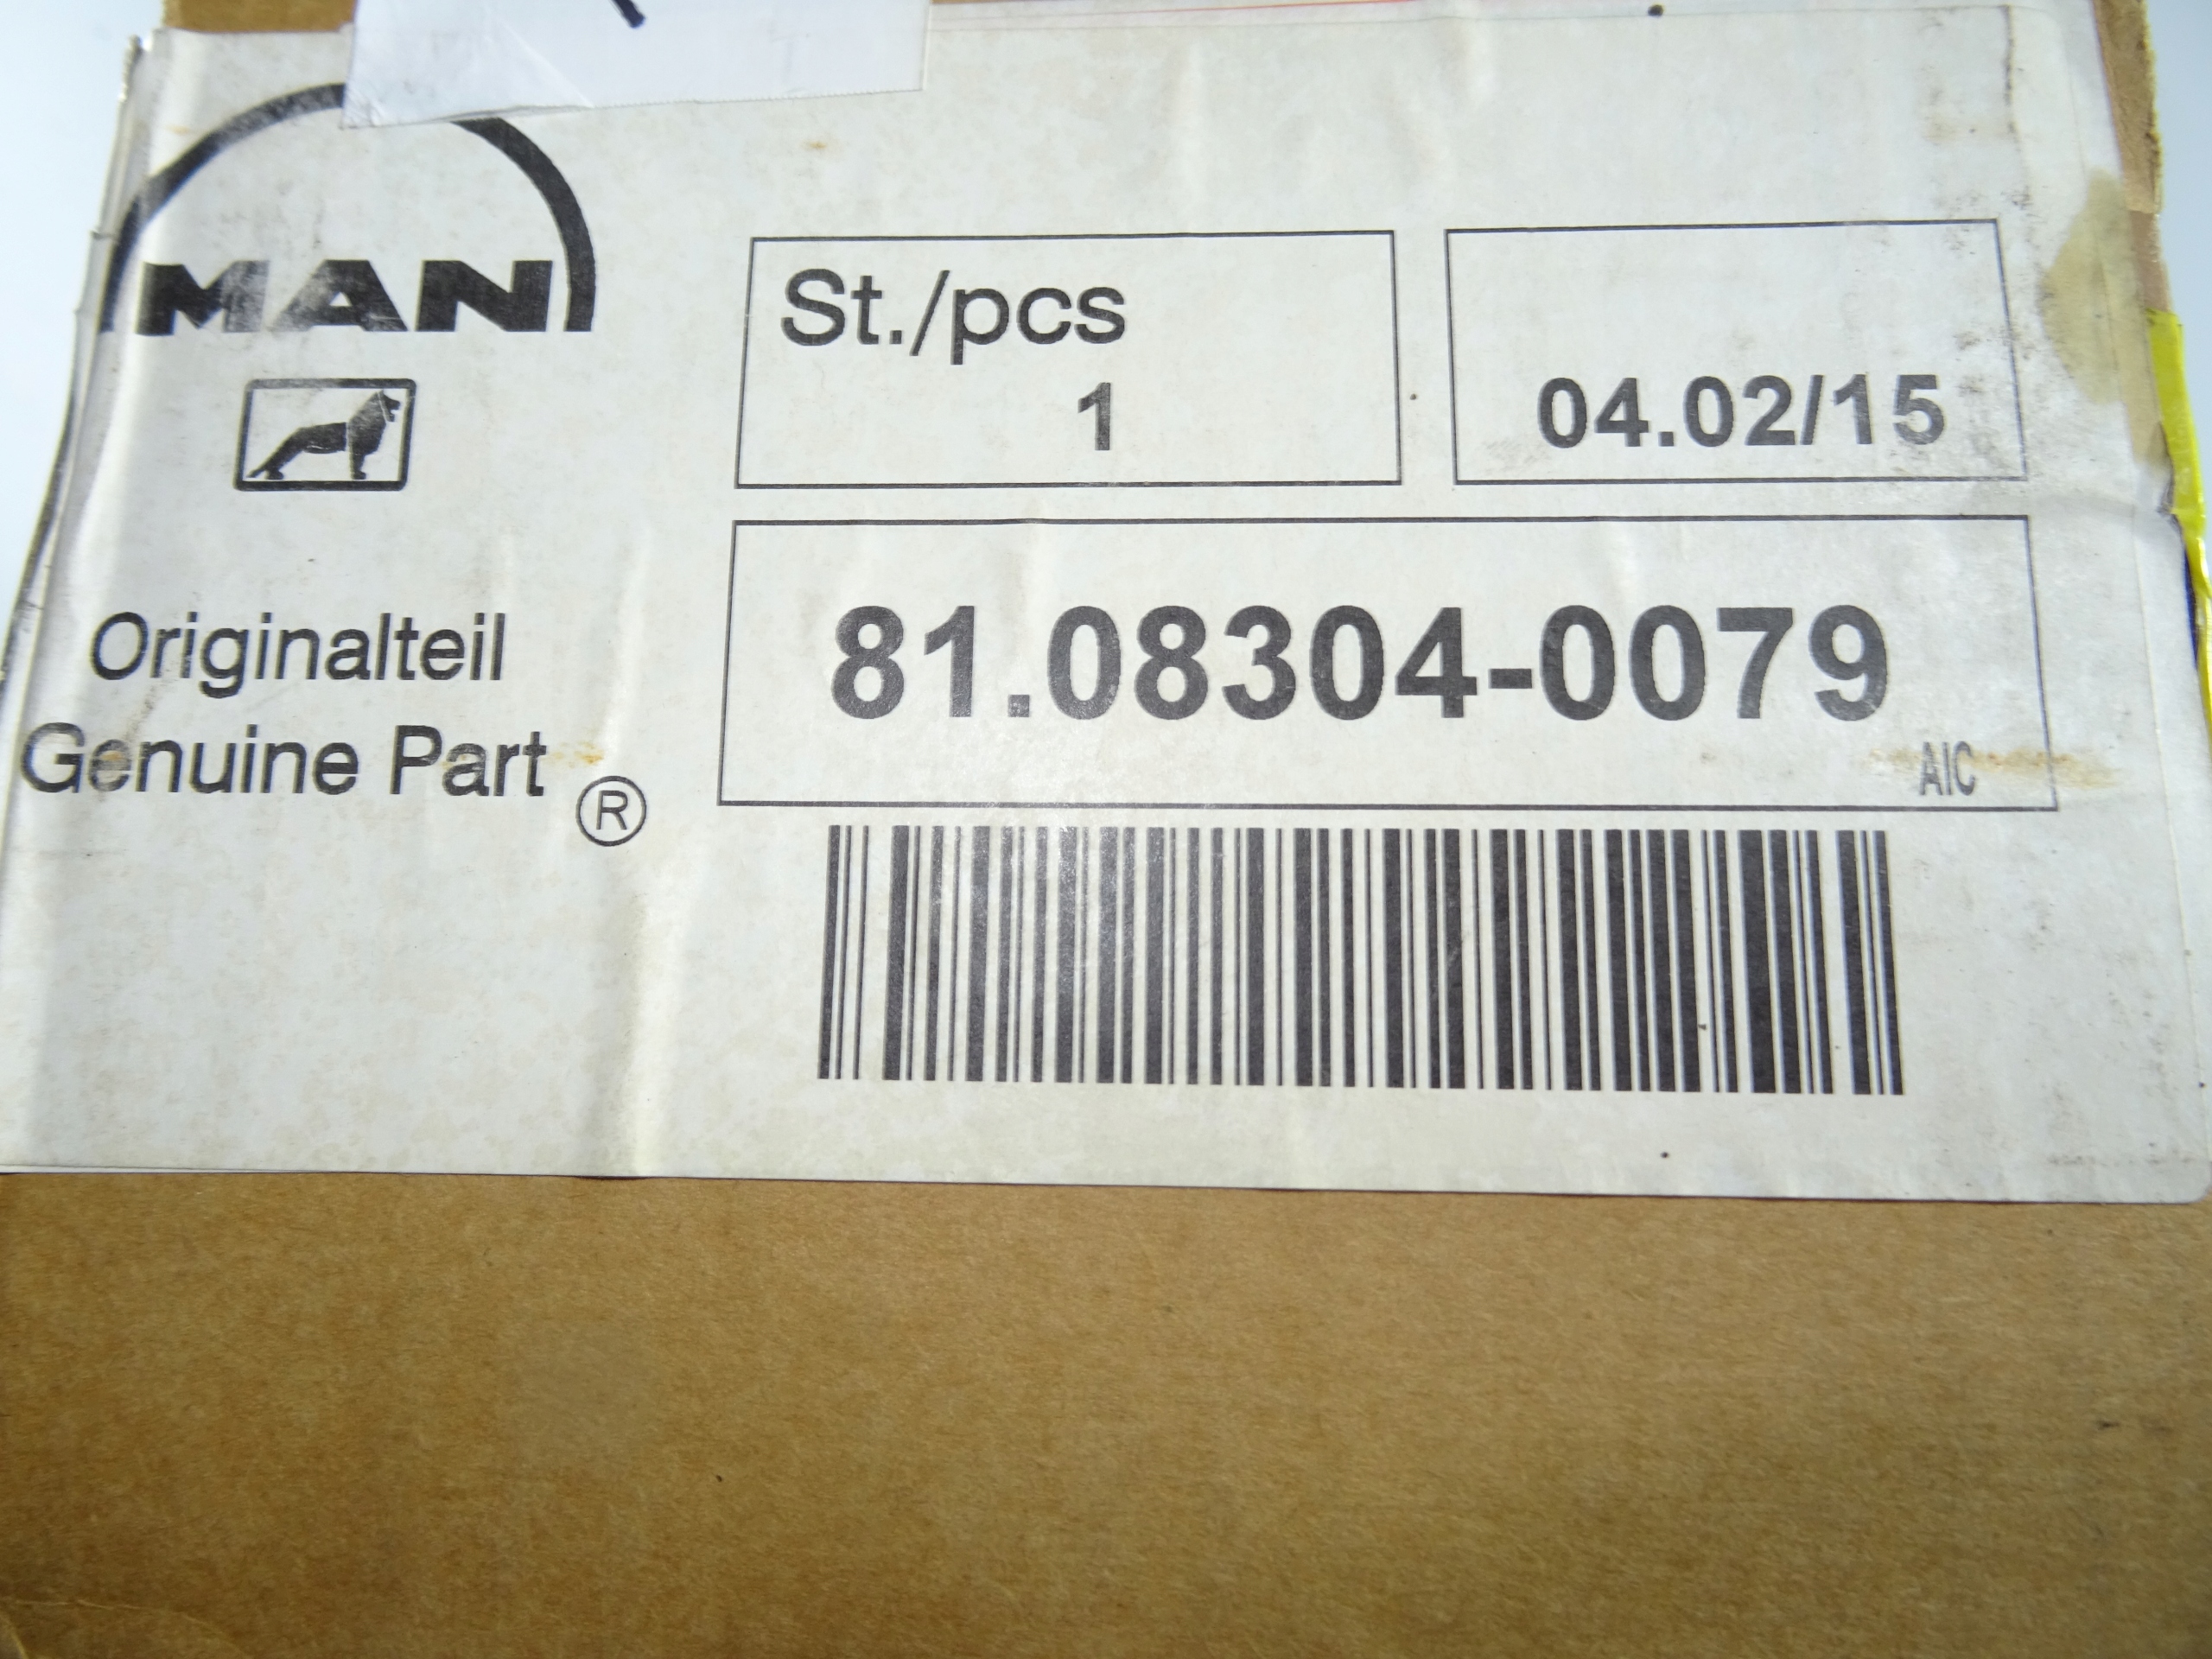 MAN
St./pcs
1
04.02/15
Originalteil
Genuine Part ®
81.08304-0079
AIC